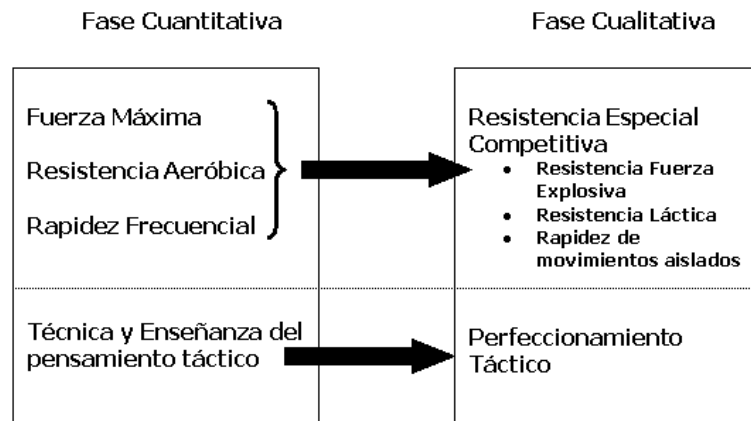 Fase Cuantitativa
Fase Cualitativa
Fuerza Máxima
Resistencia Aeróbica
Rapidez Frecuencial
Resistencia Especial
Competitiva
• Resistencia Fuerza
Explosiva
• Resistencia Láctica
• Rapidez de
movimientos aislados
Técnica y Enseñanza del
pensamiento táctico
Perfeccionamiento
Táctico